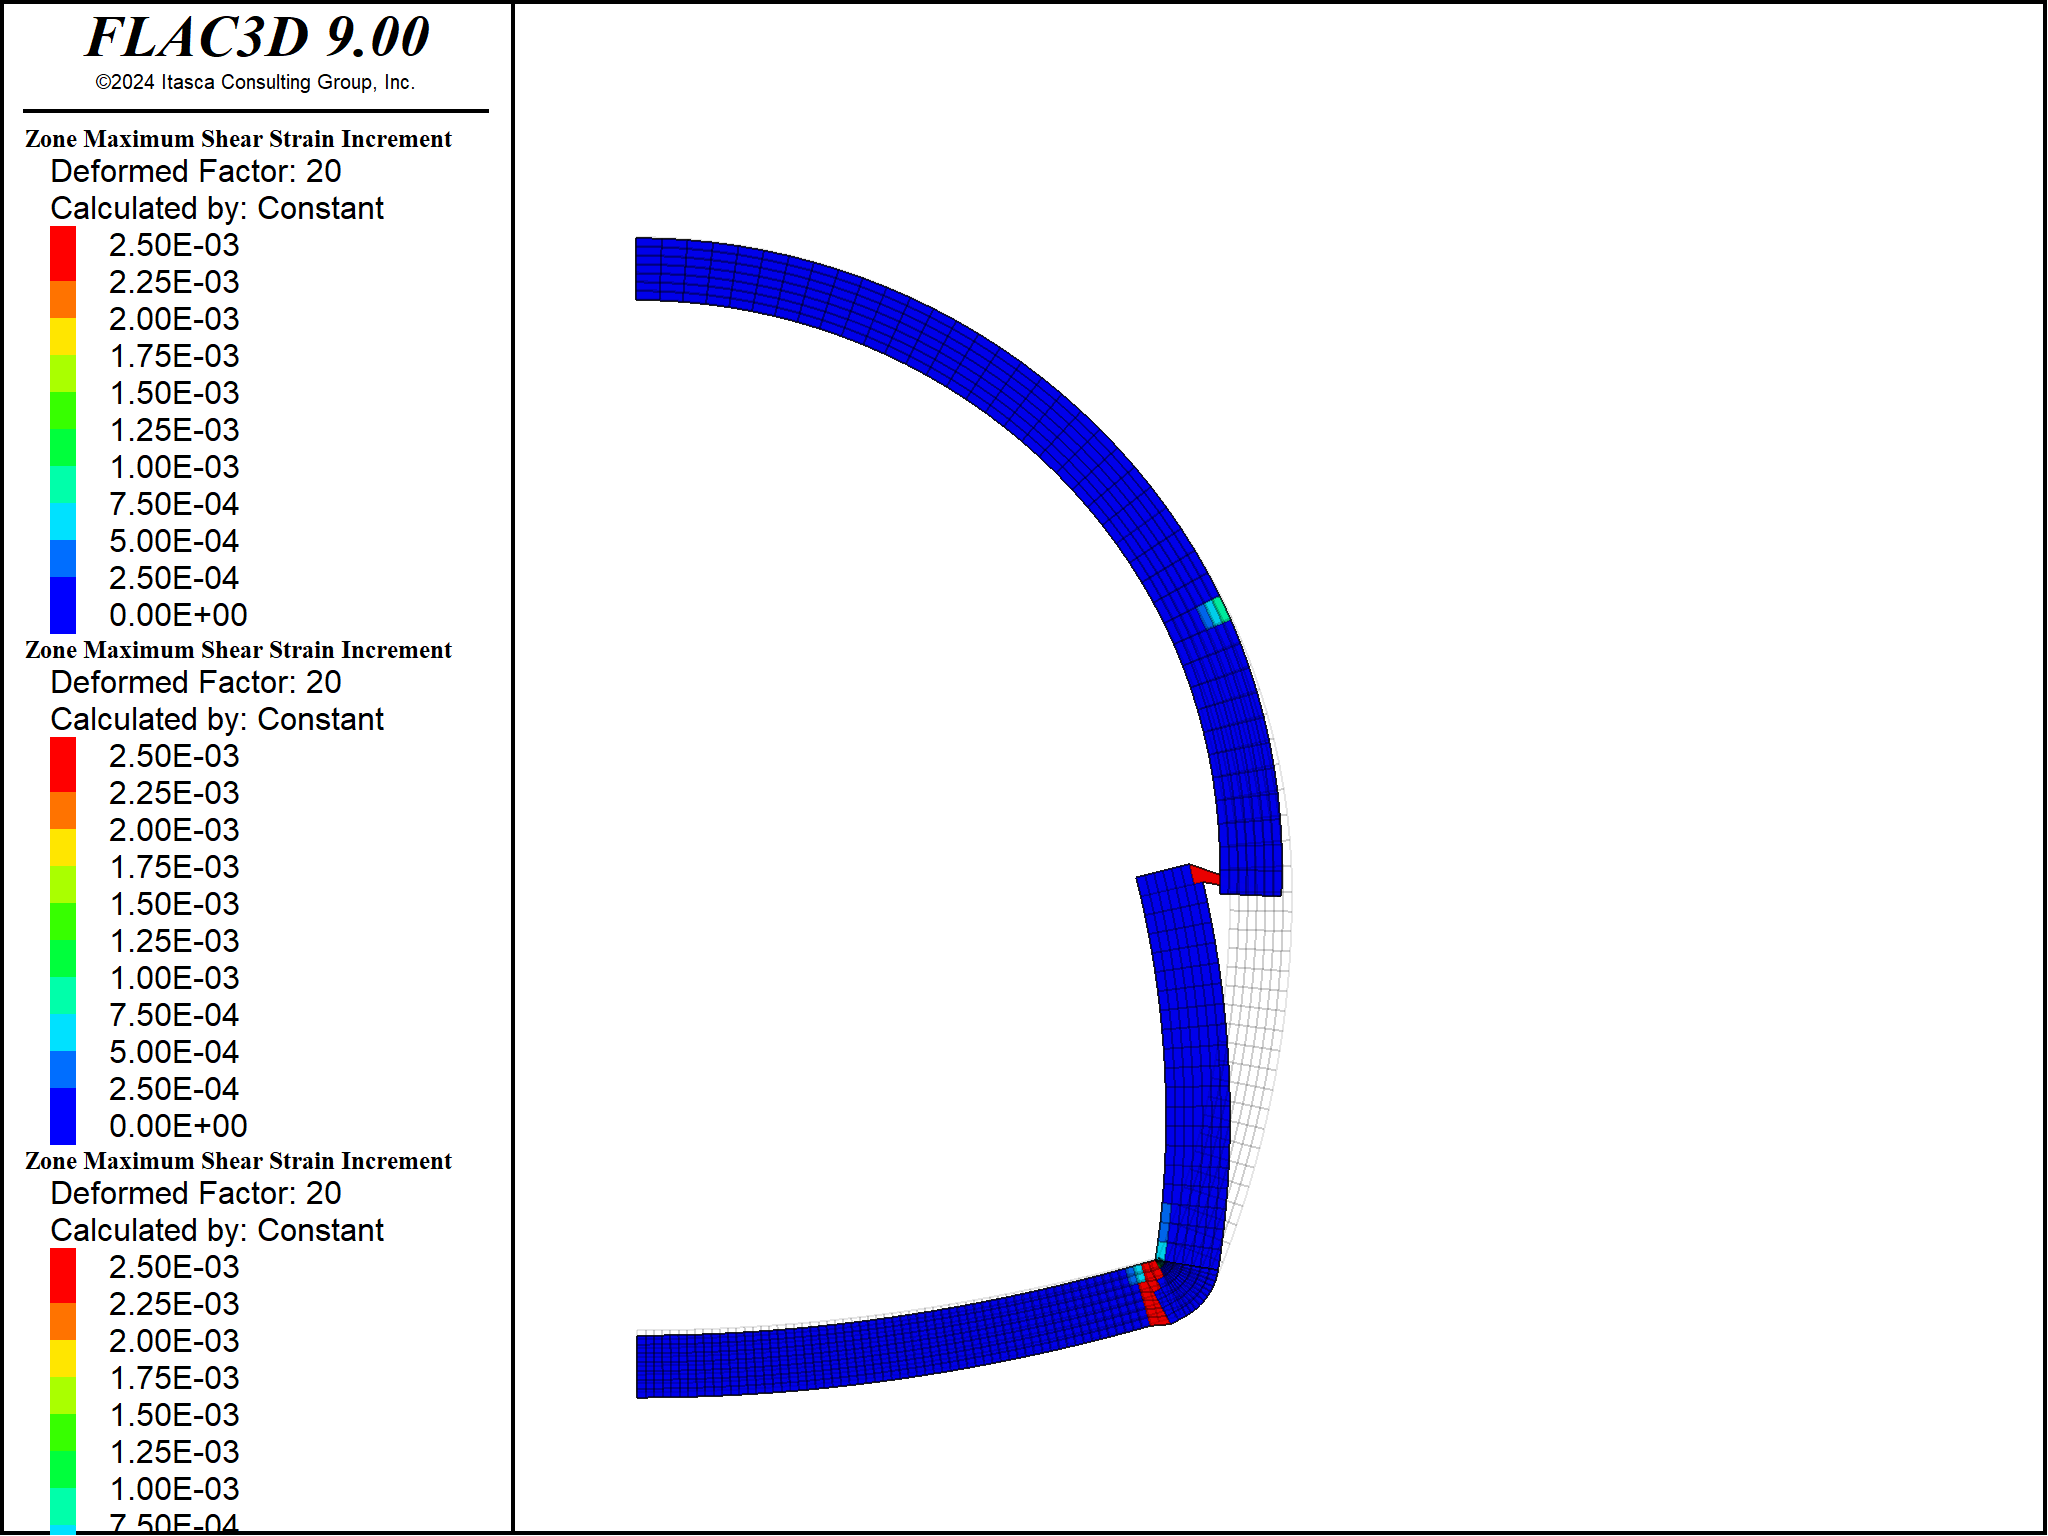 FLAC3D 9.00
©2024 Itasca Consulting Group, Inc.
Zone Maximum Shear Strain Increment
Deformed Factor: 20
Calculated by: Constant
2.50E-03
2.25E-03
2.00E-03
1.75E-03
1.50E-03
1.25E-03
1.00E-03
7.50E-04
5.00E-04
2.50E-04
0.00E+00
Zone Maximum Shear Strain Increment
Deformed Factor: 20
Calculated by: Constant
2.50E-03
2.25E-03
2.00E-03
1.75E-03
1.50E-03
1.25E-03
1.00E-03
7.50E-04
5.00E-04
2.50E-04
0.00E+00
Zone Maximum Shear Strain Increment
Deformed Factor: 20
Calculated by: Constant
2.50E-03
2.25E-03
2.00E-03
1.75E-03
1.50E-03
1.25E-03
1.00E-03
7.50E-04